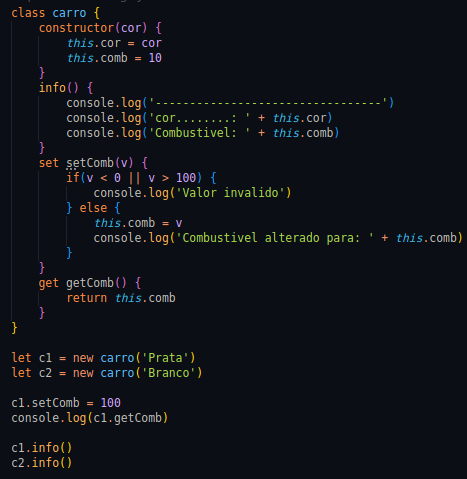 class carro {
    constructor(cor) {
        this.cor = cor
        this.comb = 10
    }
    info() {
        console.log('---------------------------------')
        console.log('cor........: ' + this.cor)
        console.log('Combustivel: ' + this.comb)
    }
    set setComb(v) {
        if(v < 0 || v > 100) {
            console.log('Valor invalido')
        } else {
            this.comb = v
            console.log('Combustivel alterado para: ' + this.comb)
        }
    }
    get getComb() {
        return this.comb
    }
}

let c1 = new carro('Prata')
let c2 = new carro('Branco')

c1.setComb = 100
console.log(c1.getComb)

c1.info()
c2.info()